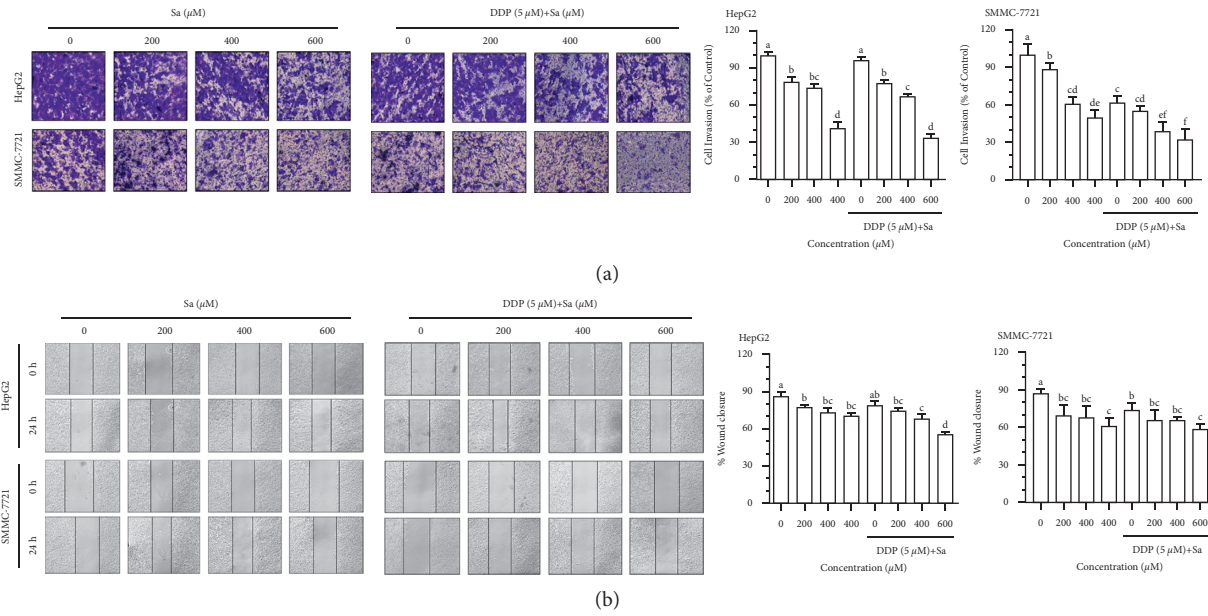 Sa (µM)
0 200 400 600
HepG2
SMMC-7721
DDP (5 µM)+Sa (µM)
0 200 400 600
HepG2
Cell Invasion (% of Control)
120
90
60
30
0
a b bc d a b c d
0 200 400 400 0 200 400 600
DDP (5 µM)+Sa
Concentration (µM)
SMMC-7721
Cell Invasion (% of Control)
120
90
60
30
0
a b cd de c cd ef f
0 200 400 400 0 200 400 600
DDP (5 µM)+Sa
Concentration (µM)
(a)
Sa (µM)
0 200 400 600
HepG2
0 h
24 h
SMMC-7721
0 h
24 h
DDP (5 µM)+Sa (µM)
0 200 400 600
HepG2
% Wound closure
120
90
60
30
0
a b bc bc ab bc c d
0 200 400 400 0 200 400 600
DDP (5 µM)+Sa
Concentration (µM)
SMMC-7721
% Wound closure
120
90
60
30
0
a bc bc c b bc bc c
0 200 400 400 0 200 400 600
DDP (5 µM)+Sa
Concentration (µM)
(b)